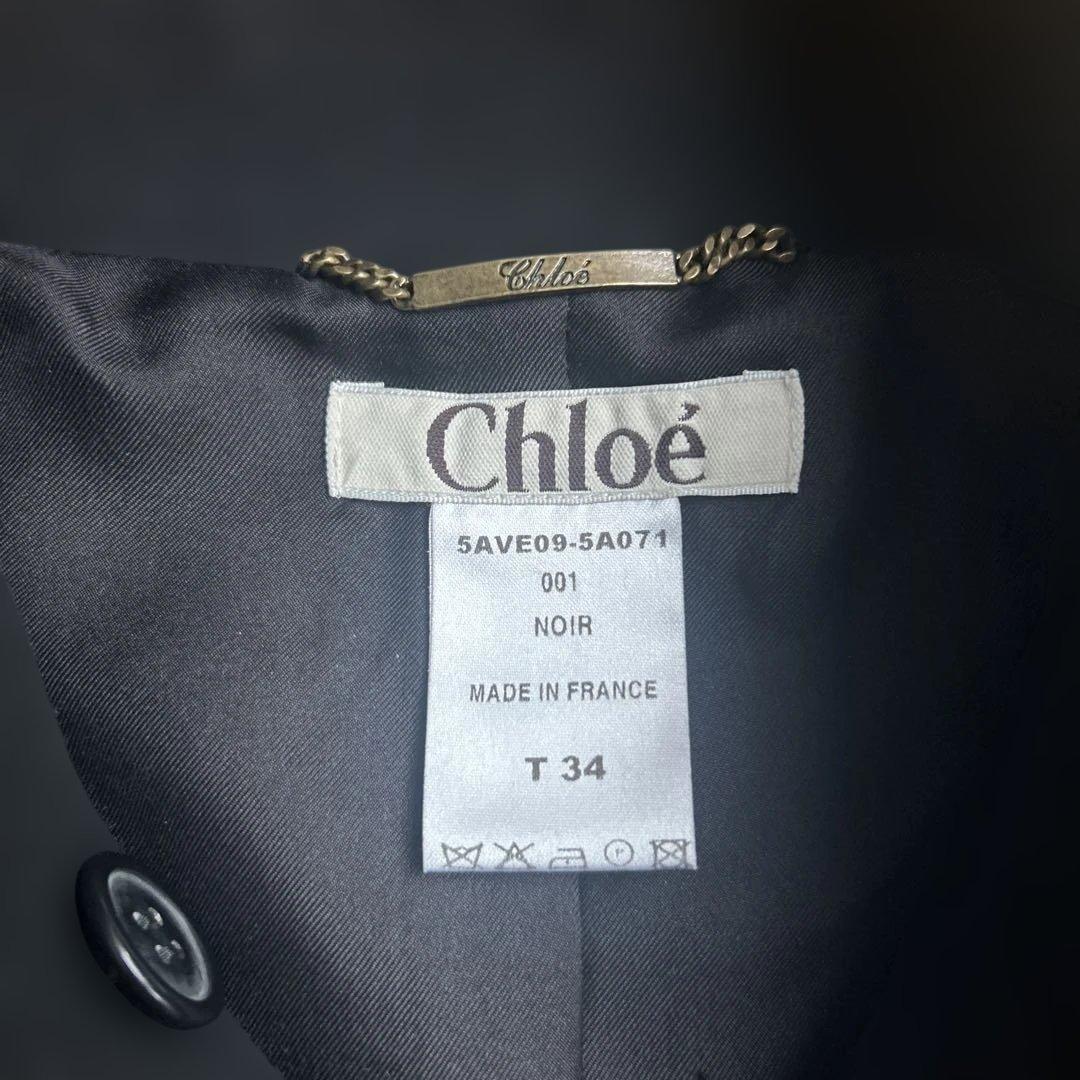 Chloé
Chloé
5AVE09-5A071
001
NOIR
MADE IN FRANCE
T 34
P